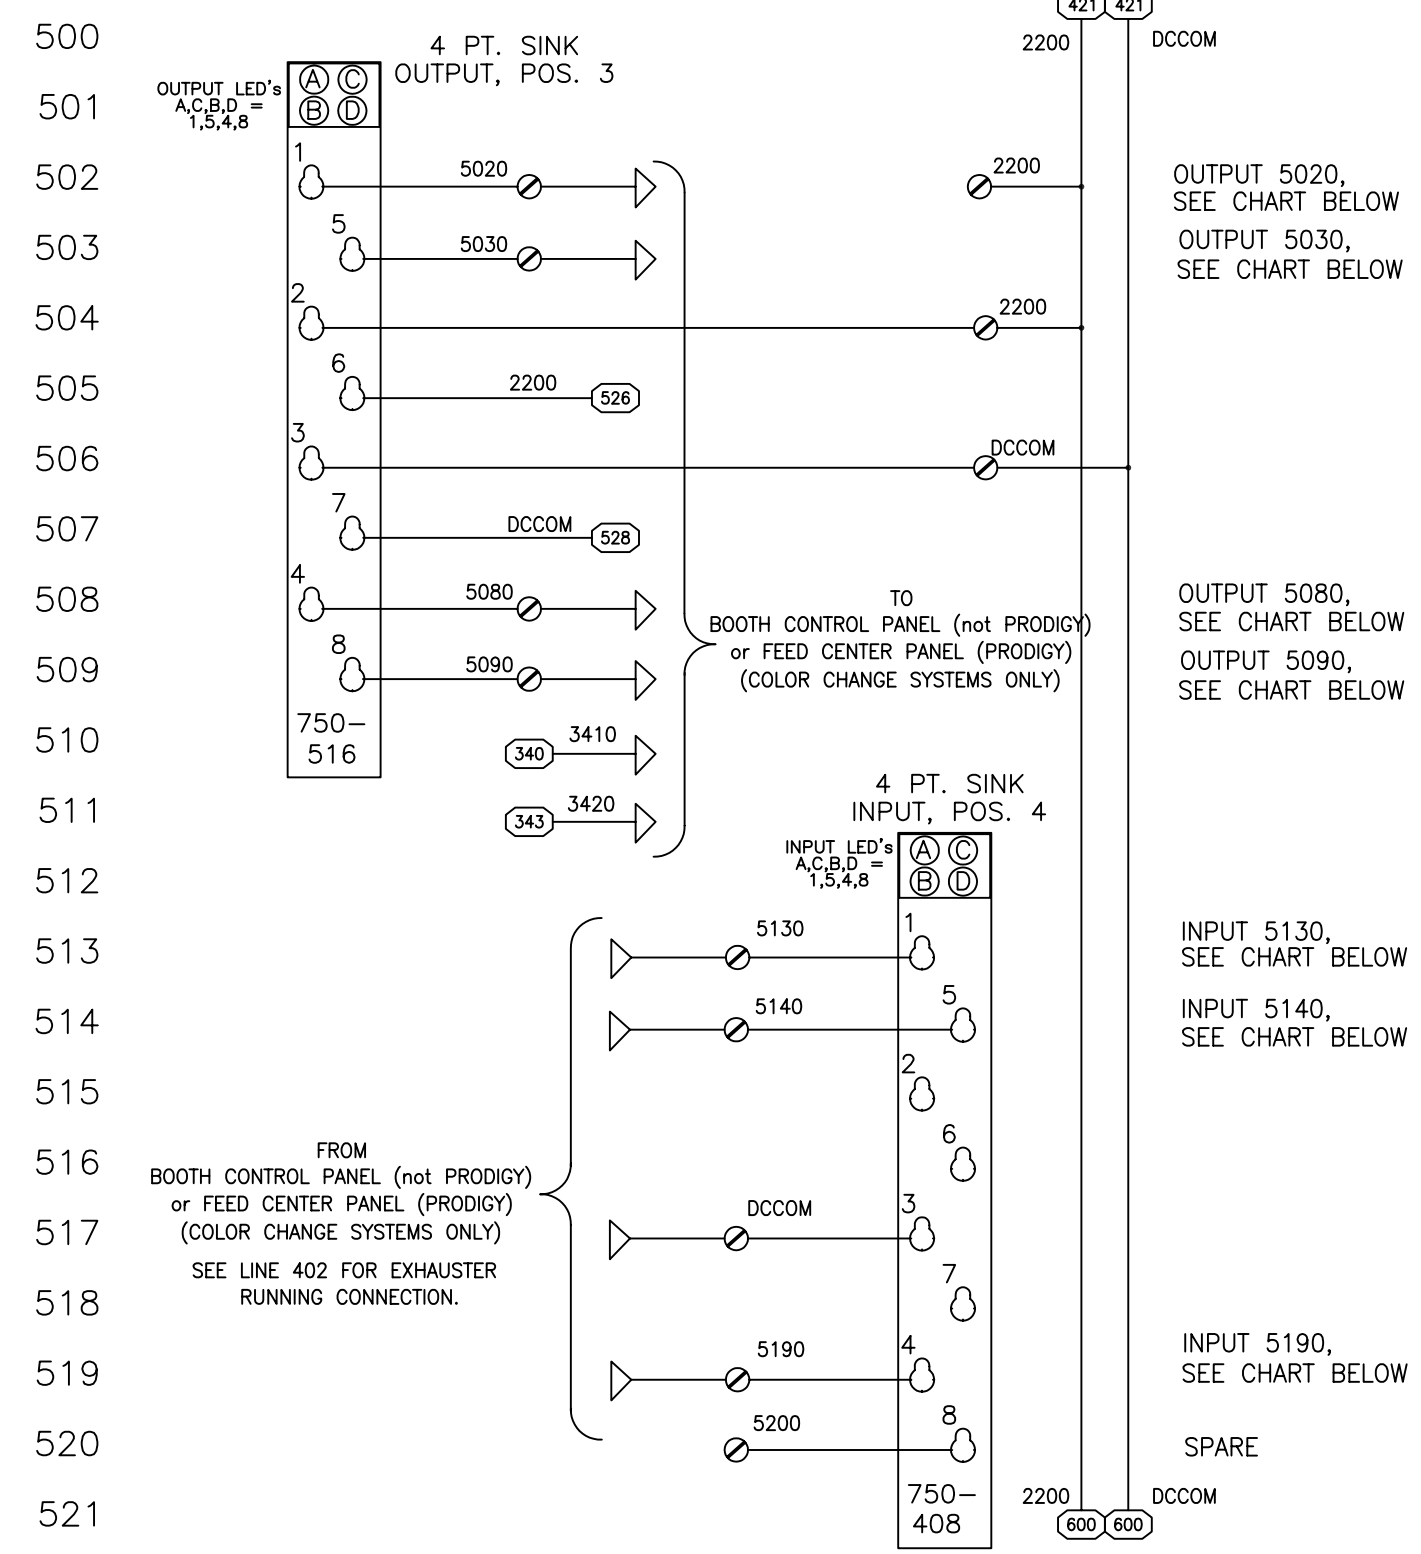 421 421
500
2200
DCCOM
4 PT. SINK
OUTPUT, POS. 3
OUTPUT LED's
A,C,B,D =
1,5,4,8
A C
B D
501
502
1
5020
2200
OUTPUT 5020,
SEE CHART BELOW
503
5
5030
OUTPUT 5030,
SEE CHART BELOW
504
2
2200
505
6
2200
526
506
3
DCCOM
507
7
DCCOM
528
508
4
5080
OUTPUT 5080,
SEE CHART BELOW
TO
BOOTH CONTROL PANEL (not PRODIGY)
or FEED CENTER PANEL (PRODIGY)
(COLOR CHANGE SYSTEMS ONLY)
509
8
5090
OUTPUT 5090,
SEE CHART BELOW
750-
516
510
340
3410
511
343
3420
4 PT. SINK
INPUT, POS. 4
INPUT LED's
A,C,B,D =
1,5,4,8
A C
B D
512
513
5130
1
INPUT 5130,
SEE CHART BELOW
514
5140
5
INPUT 5140,
SEE CHART BELOW
515
2
516
6
FROM
BOOTH CONTROL PANEL (not PRODIGY)
or FEED CENTER PANEL (PRODIGY)
(COLOR CHANGE SYSTEMS ONLY)
SEE LINE 402 FOR EXHAUSTER
RUNNING CONNECTION.
517
DCCOM
3
518
7
519
5190
4
INPUT 5190,
SEE CHART BELOW
520
5200
8
SPARE
750-
408
521
2200
DCCOM
600 600